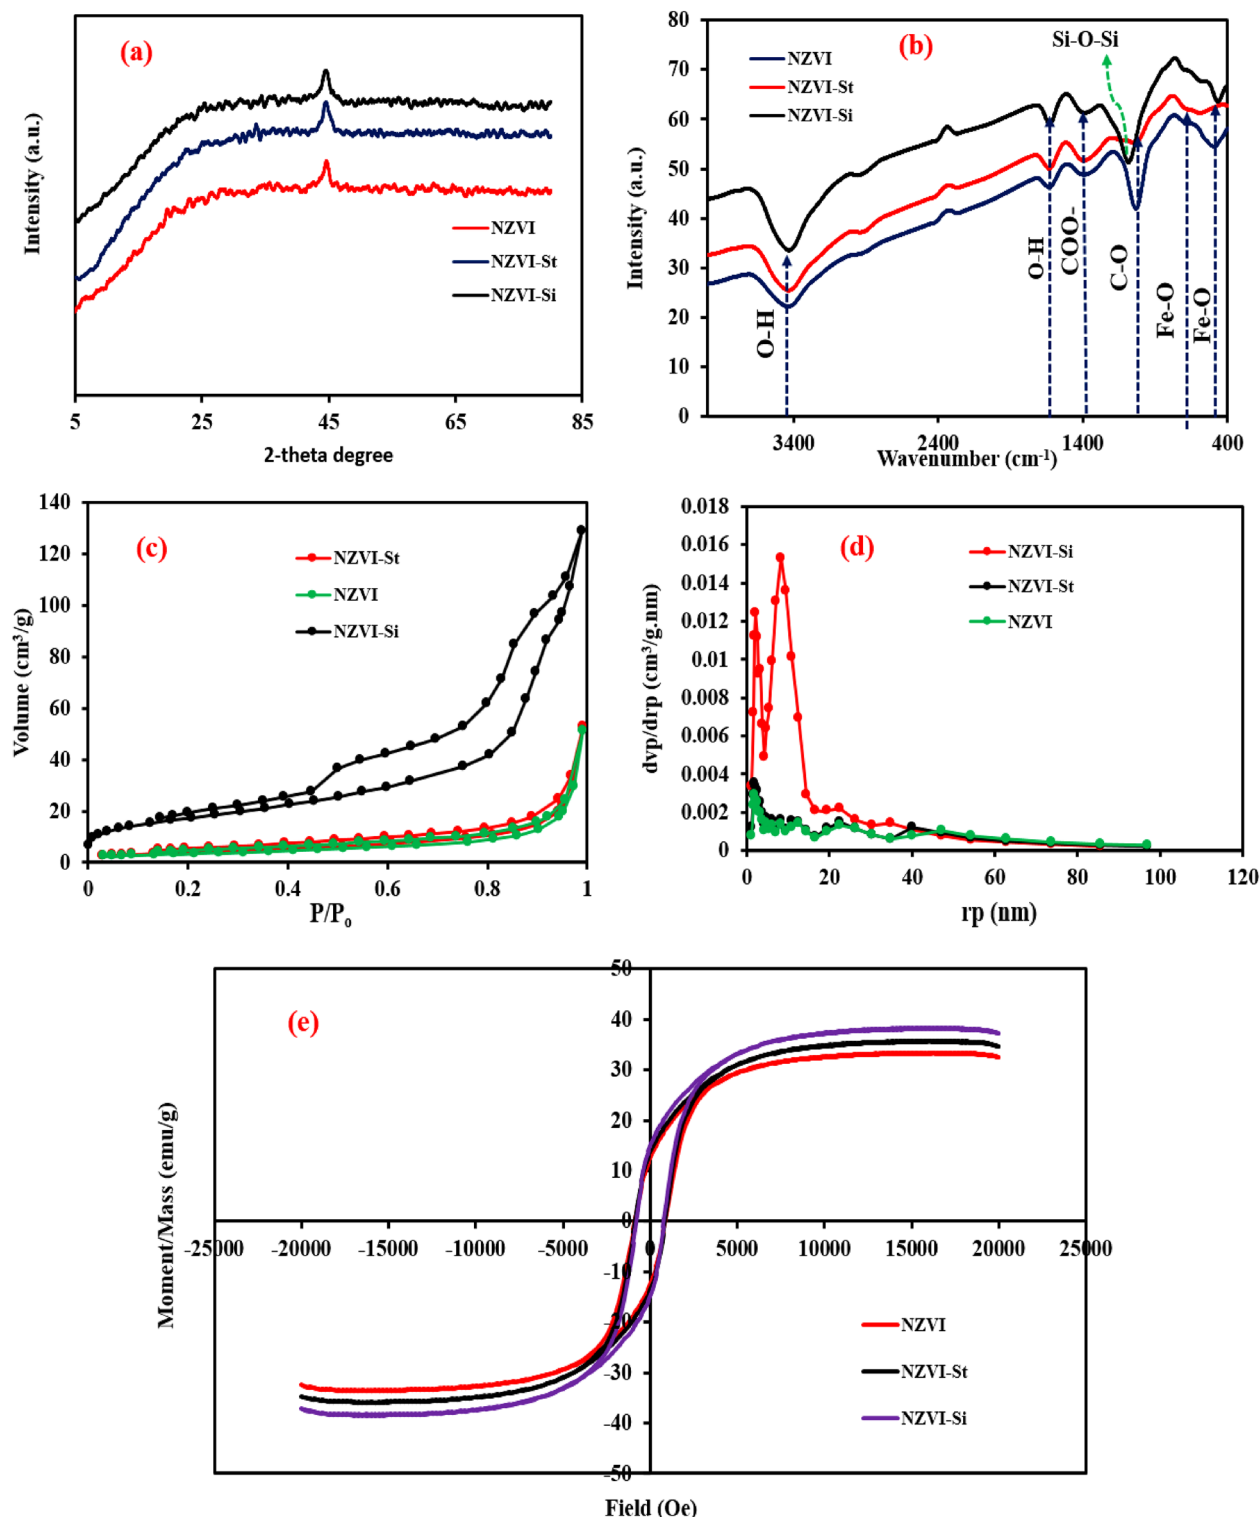 (a)
Intensity (a.u.)
NZVI
NZVI-St
NZVI-Si
5
25
45
65
85
2-theta degree
(b)
Intensity (a.u.)
80
70
60
50
40
30
20
10
0
NZVI
NZVI-St
NZVI-Si
Si-O-Si
O-H
O-H
COO-
C-O
Fe-O
Fe-O
3400
2400
1400
400
Wavenumber (cm⁻¹)
(c)
Volume (cm³/g)
140
120
100
80
60
40
20
0
NZVI-St
NZVI
NZVI-Si
0
0.2
0.4
0.6
0.8
1
P/P₀
(d)
dvp/drp (cm³/g.nm)
0.018
0.016
0.014
0.012
0.01
0.008
0.006
0.004
0.002
0
NZVI-Si
NZVI-St
NZVI
0
20
40
60
80
100
120
rp (nm)
(e)
Moment/Mass (emu/g)
50
40
30
20
10
0
-10
-20
-30
-40
-50
-25000
-20000
-15000
-10000
-5000
0
5000
10000
15000
20000
25000
NZVI
NZVI-St
NZVI-Si
Field (Oe)